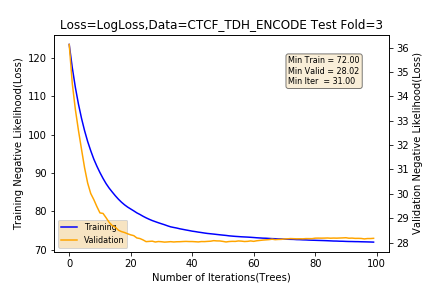 Loss=LogLoss,Data=CTCF_TDH_ENCODE Test Fold=3
Training Negative Likelihood(Loss)
120
110
100
90
80
70
Min Train = 72.00
Min Valid = 28.02
Min Iter = 31.00
Training
Validation
0 20 40 60 80 100
Number of Iterations(Trees)
36
35
34
33
32
31
30
29
28
Validation Negative Likelihood(Loss)